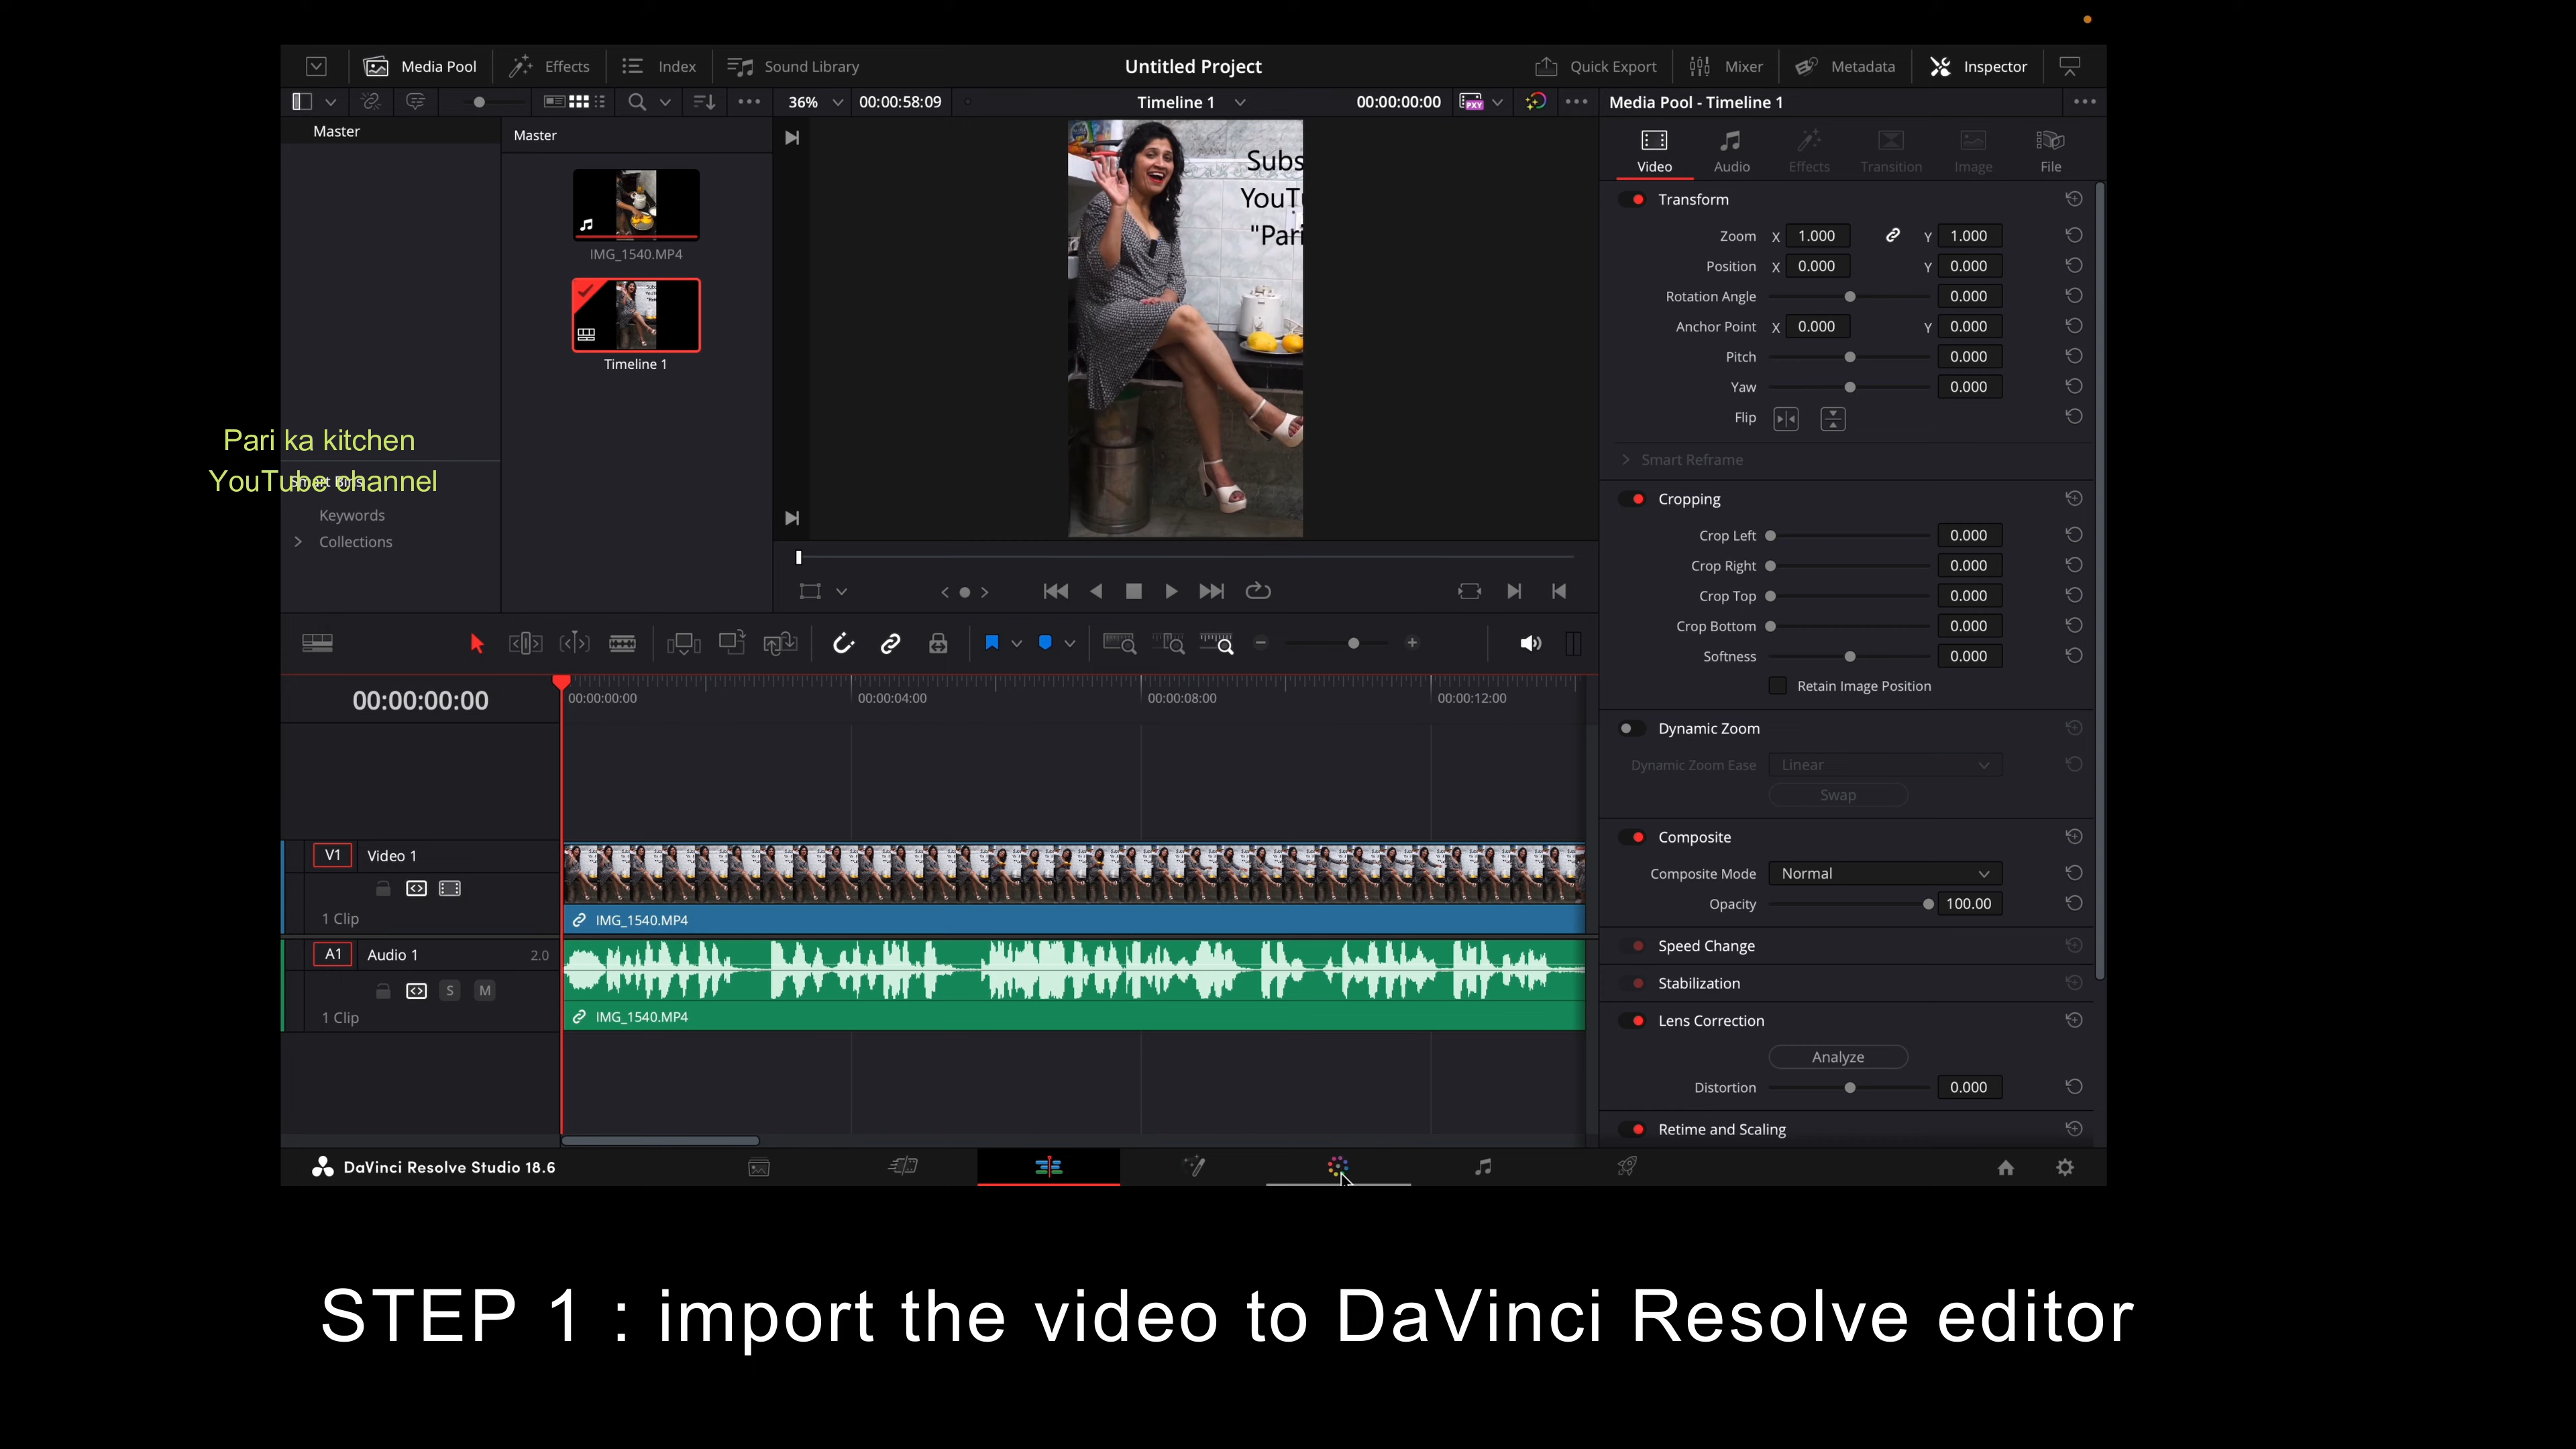 Media Pool
Effects
Index
Sound Library
Untitled Project
Quick Export
Mixer
Metadata
Inspector
36%
00:00:58:09
Timeline 1
00:00:00:00
PXY
Media Pool - Timeline 1
Master
Master
IMG_1540.MP4
Timeline 1
Subs
YouTu
"Pari
Video
Audio
Effects
Transition
Image
File
Transform
Zoom X 1.000 Y 1.000
Position X 0.000 Y 0.000
Rotation Angle 0.000
Anchor Point X 0.000 Y 0.000
Pitch 0.000
Yaw 0.000
Flip
Smart Reframe
Cropping
Crop Left 0.000
Crop Right 0.000
Crop Top 0.000
Crop Bottom 0.000
Softness 0.000
Retain Image Position
Dynamic Zoom
Dynamic Zoom Ease Linear
Swap
Composite
Composite Mode Normal
Opacity 100.00
Speed Change
Stabilization
Lens Correction
Analyze
Distortion 0.000
Retime and Scaling
Pari ka kitchen
YouTube channel
Smart Bins
Keywords
Collections
00:00:00:00
00:00:00:00
00:00:04:00
00:00:08:00
00:00:12:00
V1 Video 1
1 Clip
IMG_1540.MP4
A1 Audio 1 2.0
S M
1 Clip
IMG_1540.MP4
DaVinci Resolve Studio 18.6
STEP 1 : import the video to DaVinci Resolve editor